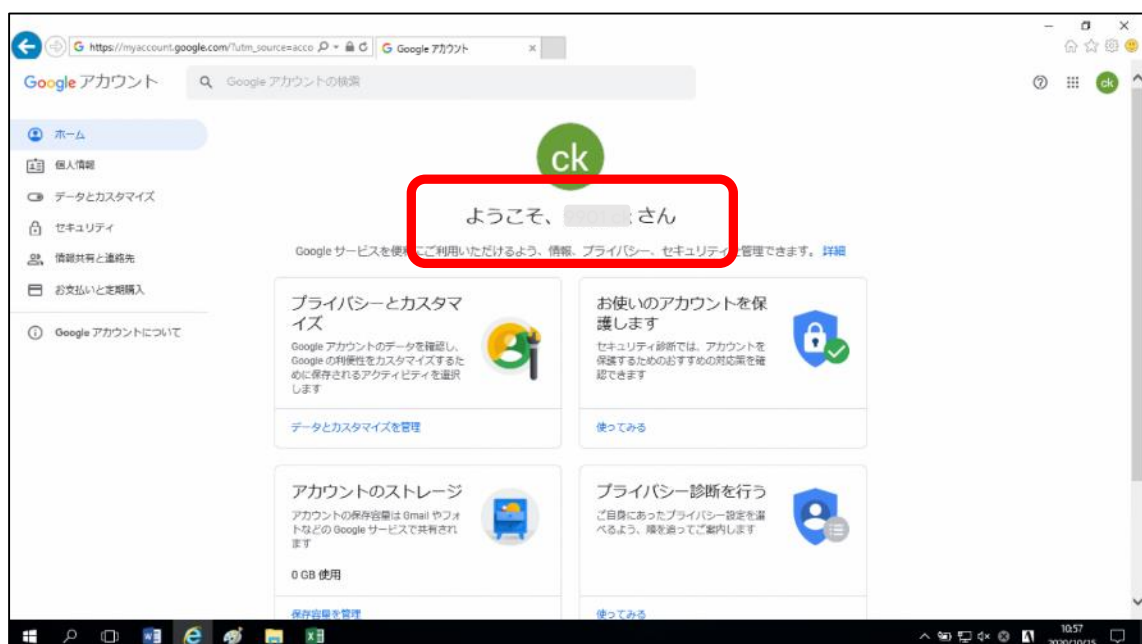 https://myaccount.google.com/?utm_source=acco
Google アカウント
Google アカウント
Google アカウントの検索
ck
ホーム
個人情報
データとカスタマイズ
セキュリティ
情報共有と連絡先
お支払いと定期購入
Google アカウントについて
ck
ようこそ、 さん
Google サービスを便利にご利用いただけるよう、情報、プライバシー、セキュリティを管理できます。 詳細
プライバシーとカスタマ
イズ
Google アカウントのデータを確認し、
Google の利便性をカスタマイズするた
めに保存されるアクティビティを選択
します
データとカスタマイズを管理
お使いのアカウントを保
護します
セキュリティ診断では、アカウントを
保護するためのおすすめの対応策を確
認できます
使ってみる
アカウントのストレージ
アカウントの保存容量は Gmail やフォ
トなどの Google サービスで共有され
ます
0 GB 使用
保存容量を管理
プライバシー診断を行う
ご自身にあったプライバシー設定を選
べるよう、順を追ってご案内します
使ってみる
A
10:57
2020/10/15